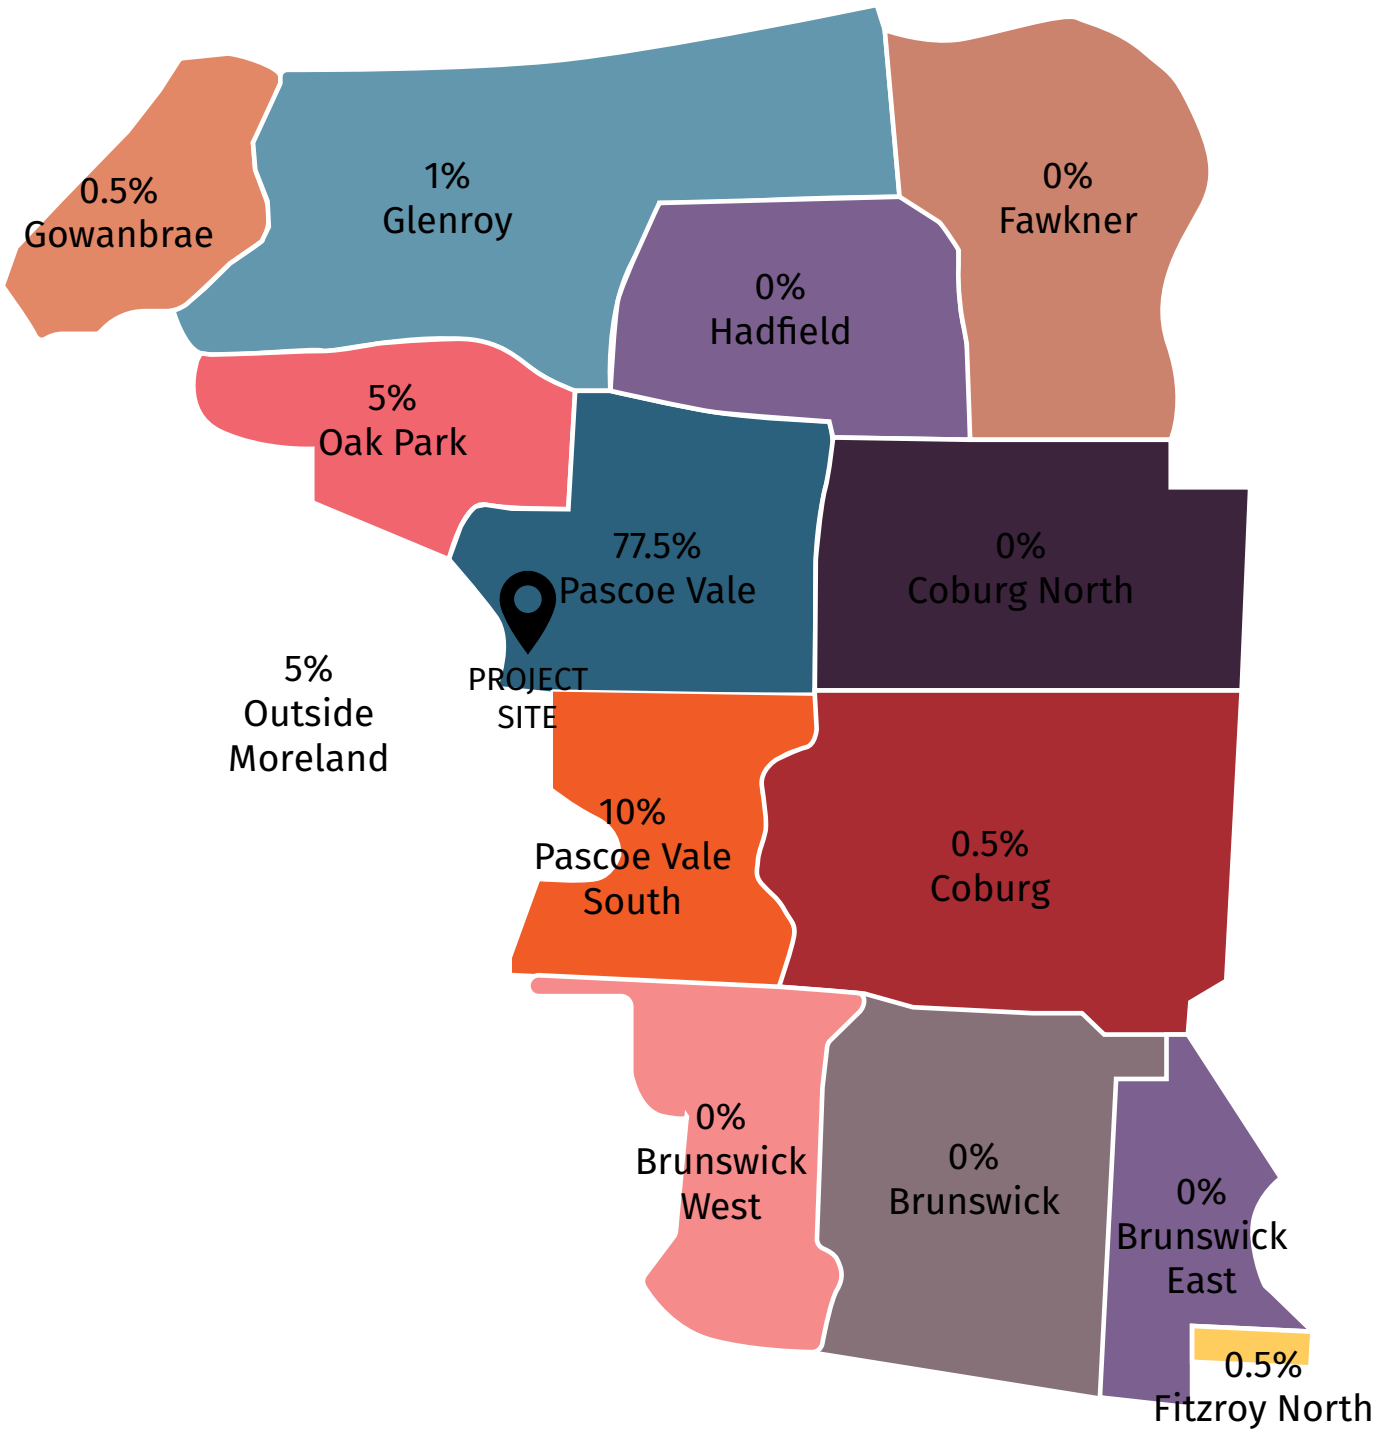 0.5%
Gowanbrae
1%
Glenroy
0%
Fawkner
0%
Hadfield
5%
Oak Park
77.5%
Pascoe Vale
0%
Coburg North
PROJECT
SITE
5%
Outside
Moreland
10%
Pascoe Vale
South
0.5%
Coburg
0%
Brunswick
West
0%
Brunswick
0%
Brunswick
East
0.5%
Fitzroy North